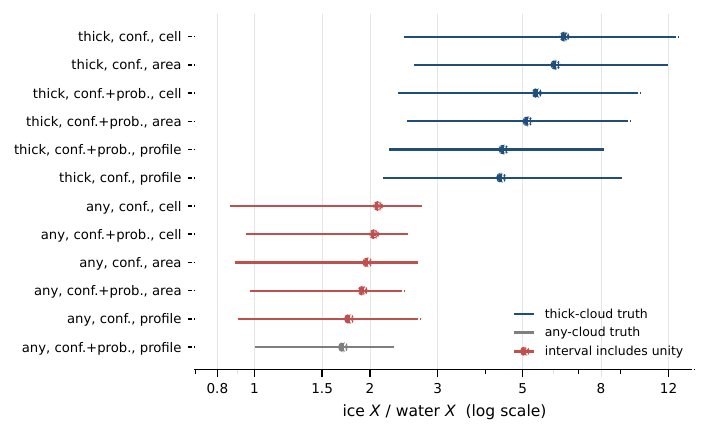 thick, conf., cell
thick, conf., area
thick, conf.+prob., cell
thick, conf.+prob., area
thick, conf.+prob., profile
thick, conf., profile
any, conf., cell
any, conf.+prob., cell
any, conf., area
any, conf.+prob., area
any, conf., profile
any, conf.+prob., profile
thick-cloud truth
any-cloud truth
interval includes unity
0.8 1 1.5 2 3 5 8 12
ice X / water X (log scale)